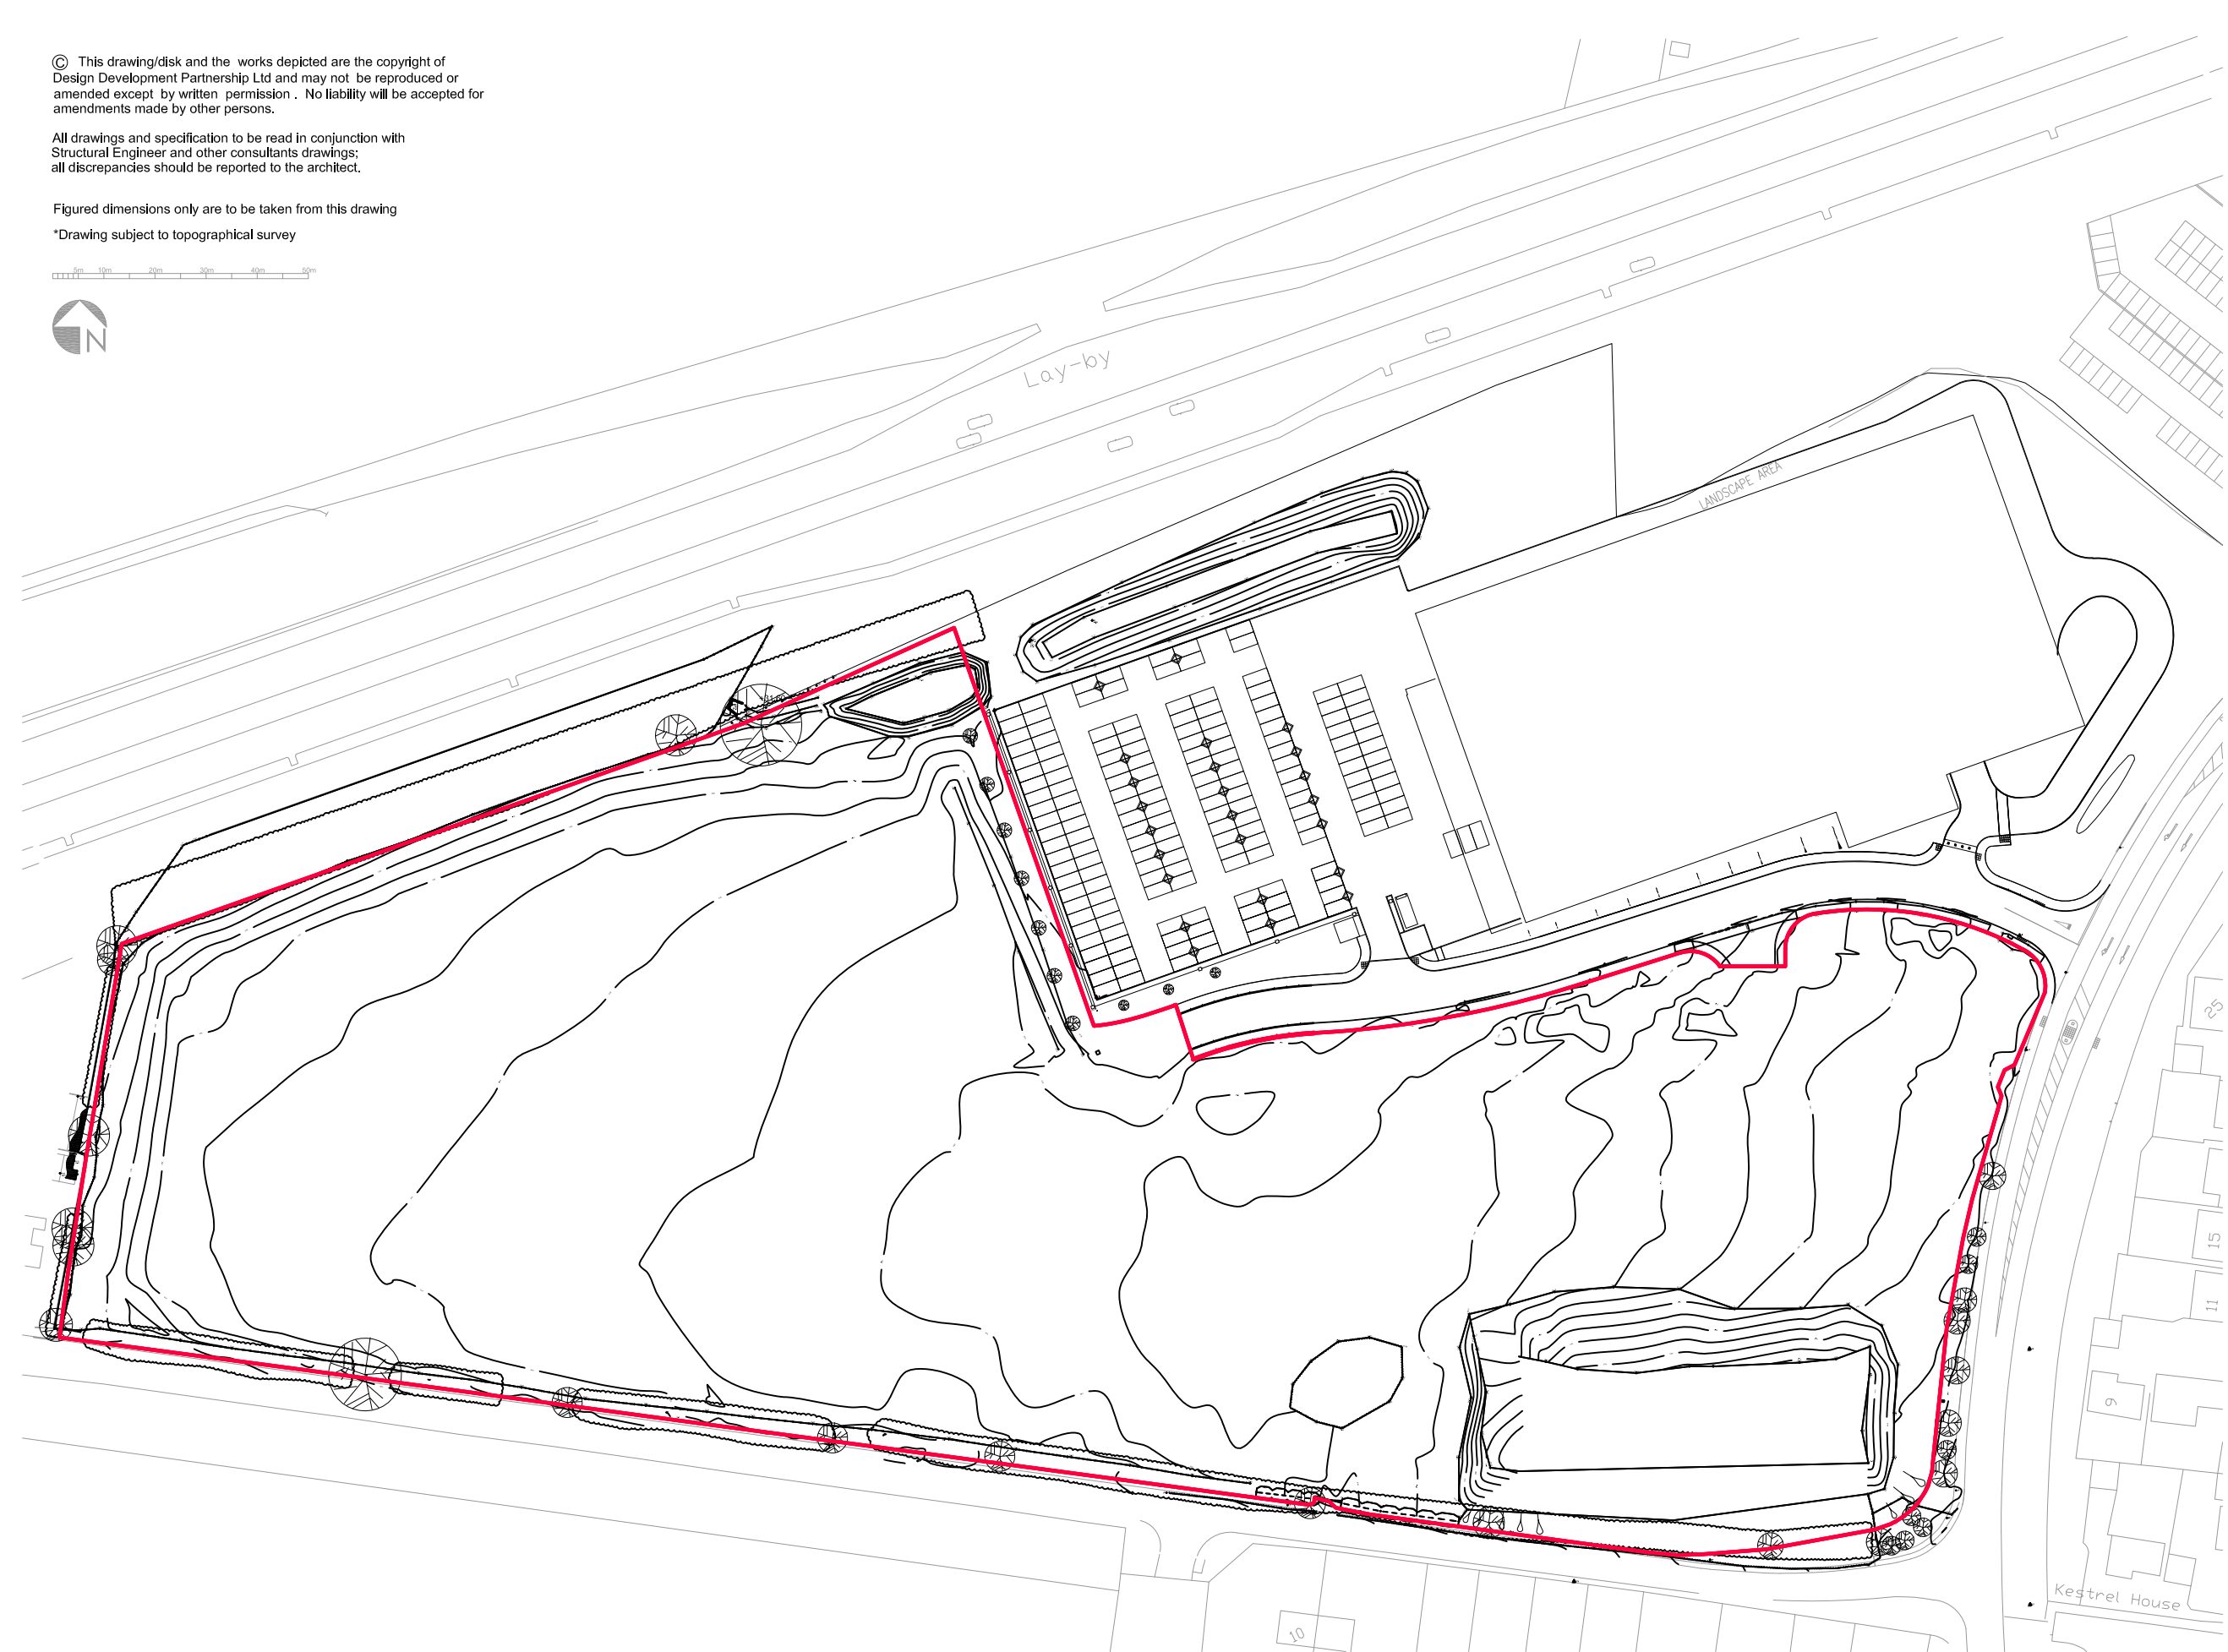 © This drawing/disk and the works depicted are the copyright of
Design Development Partnership Ltd and may not be reproduced or
amended except by written permission . No liability will be accepted for
amendments made by other persons.
All drawings and specification to be read in conjunction with
Structural Engineer and other consultants drawings;
all discrepancies should be reported to the architect.
Figured dimensions only are to be taken from this drawing
*Drawing subject to topographical survey
5m 10m 20m 30m 40m 50m
N
Lay-by
LANDSCAPE AREA
25
15
11
9
Kestrel House
10